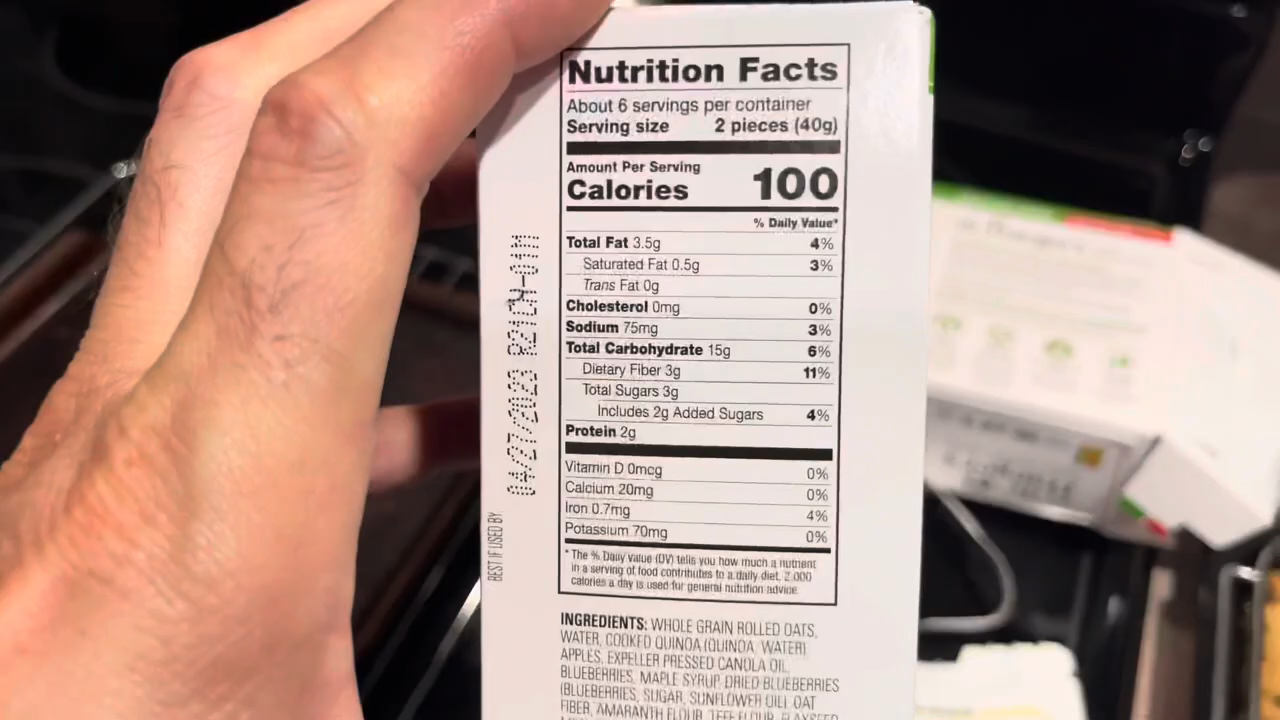 Nutrition Facts
About 6 servings per container
Serving size 2 pieces (40g)
Amount Per Serving
Calories 100
% Daily Value*
Total Fat 3.5g 4%
Saturated Fat 0.5g 3%
Trans Fat 0g
Cholesterol 0mg 0%
Sodium 75mg 3%
Total Carbohydrate 15g 6%
Dietary Fiber 3g 11%
Total Sugars 3g
Includes 2g Added Sugars 4%
Protein 2g
Vitamin D 0mcg 0%
Calcium 20mg 0%
Iron 0.7mg 4%
Potassium 70mg 0%
* The % Daily Value (DV) tells you how much a nutrient
in a serving of food contributes to a daily diet. 2,000
calories a day is used for general nutrition advice.
INGREDIENTS: WHOLE GRAIN ROLLED OATS,
WATER, COOKED QUINOA (QUINOA, WATER)
APPLES, EXPELLER PRESSED CANOLA OIL,
BLUEBERRIES, MAPLE SYRUP, DRIED BLUEBERRIES
(BLUEBERRIES, SUGAR, SUNFLOWER OIL), OAT
FIBER, AMARANTH FLOUR, TEFF FLOUR, FLAXSEED
BEST IF USED BY
04/27/2023